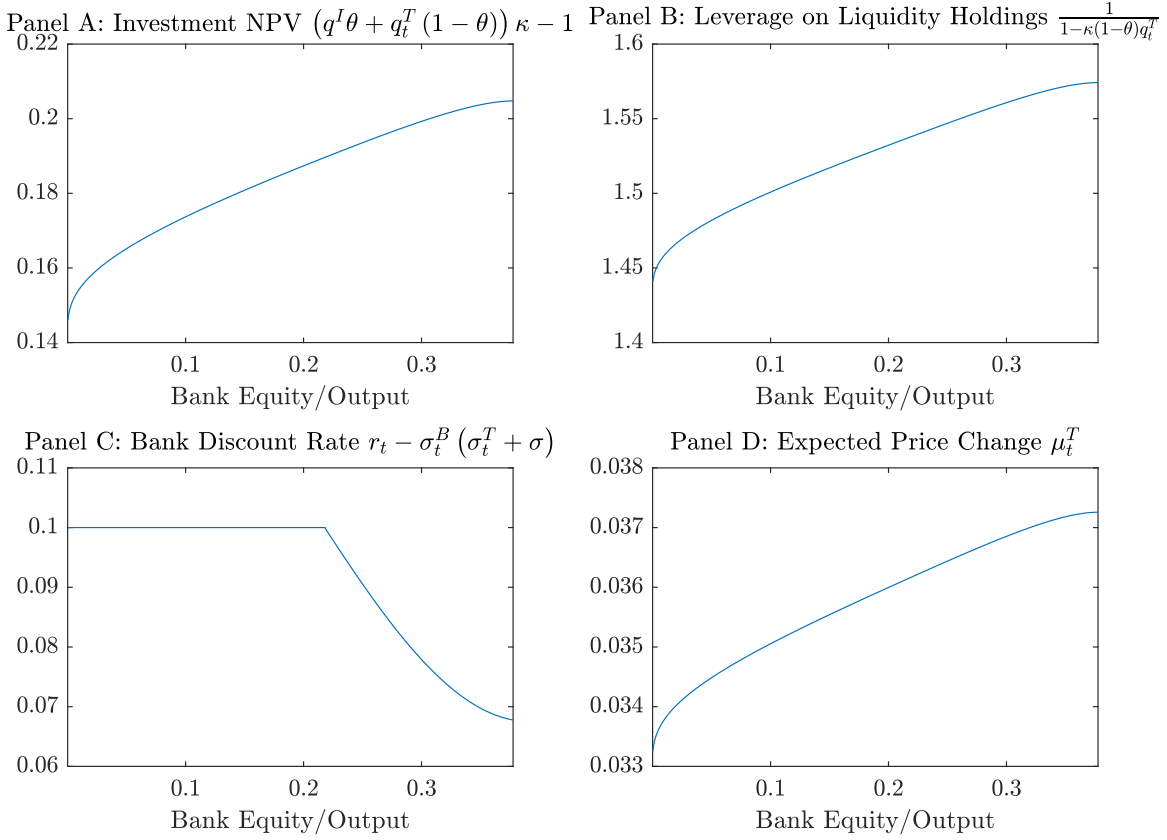 Panel A: Investment NPV (q^I θ + q_t^T (1 − θ)) κ − 1
0.22
0.2
0.18
0.16
0.14
0.1 0.2 0.3
Bank Equity/Output
Panel B: Leverage on Liquidity Holdings 1/(1−κ(1−θ)q_t^T)
1.6
1.55
1.5
1.45
1.4
0.1 0.2 0.3
Bank Equity/Output
Panel C: Bank Discount Rate r_t − σ_t^B (σ_t^T + σ)
0.11
0.1
0.09
0.08
0.07
0.06
0.1 0.2 0.3
Bank Equity/Output
Panel D: Expected Price Change μ_t^T
0.038
0.037
0.036
0.035
0.034
0.033
0.1 0.2 0.3
Bank Equity/Output